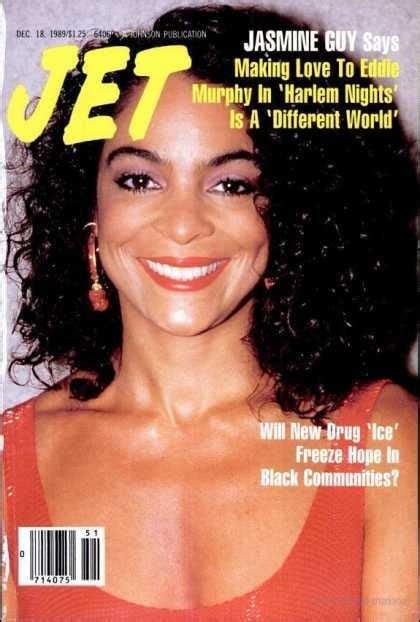 DEC. 18, 1989/$1.25
JOHNSON PUBLICATION
JET
JASMINE GUY Says
Making Love To Eddie
Murphy In 'Harlem Nights'
Is A 'Different World'
Will New Drug 'Ice'
Freeze Hope In
Black Communities?
51
0
714075